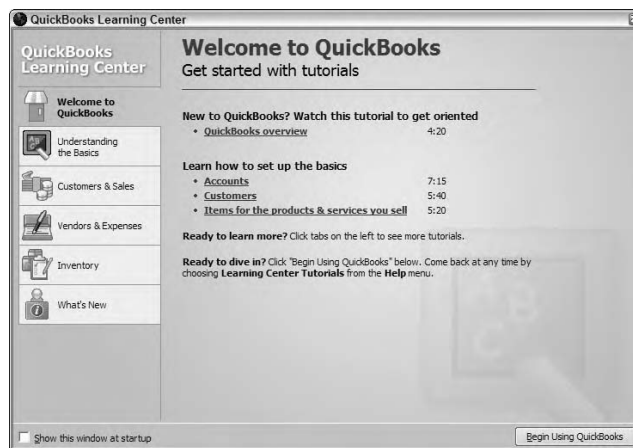 QuickBooks Learning Center
QuickBooks
Learning Center
Welcome to
QuickBooks
Understanding
the Basics
Customers & Sales
Vendors & Expenses
Inventory
What's New
Welcome to QuickBooks
Get started with tutorials
New to QuickBooks? Watch this tutorial to get oriented
• QuickBooks overview 4:20
Learn how to set up the basics
• Accounts 7:15
• Customers 5:40
• Items for the products & services you sell 5:20
Ready to learn more? Click tabs on the left to see more tutorials.
Ready to dive in? Click "Begin Using QuickBooks" below. Come back at any time by
choosing Learning Center Tutorials from the Help menu.
Show this window at startup
Begin Using QuickBooks